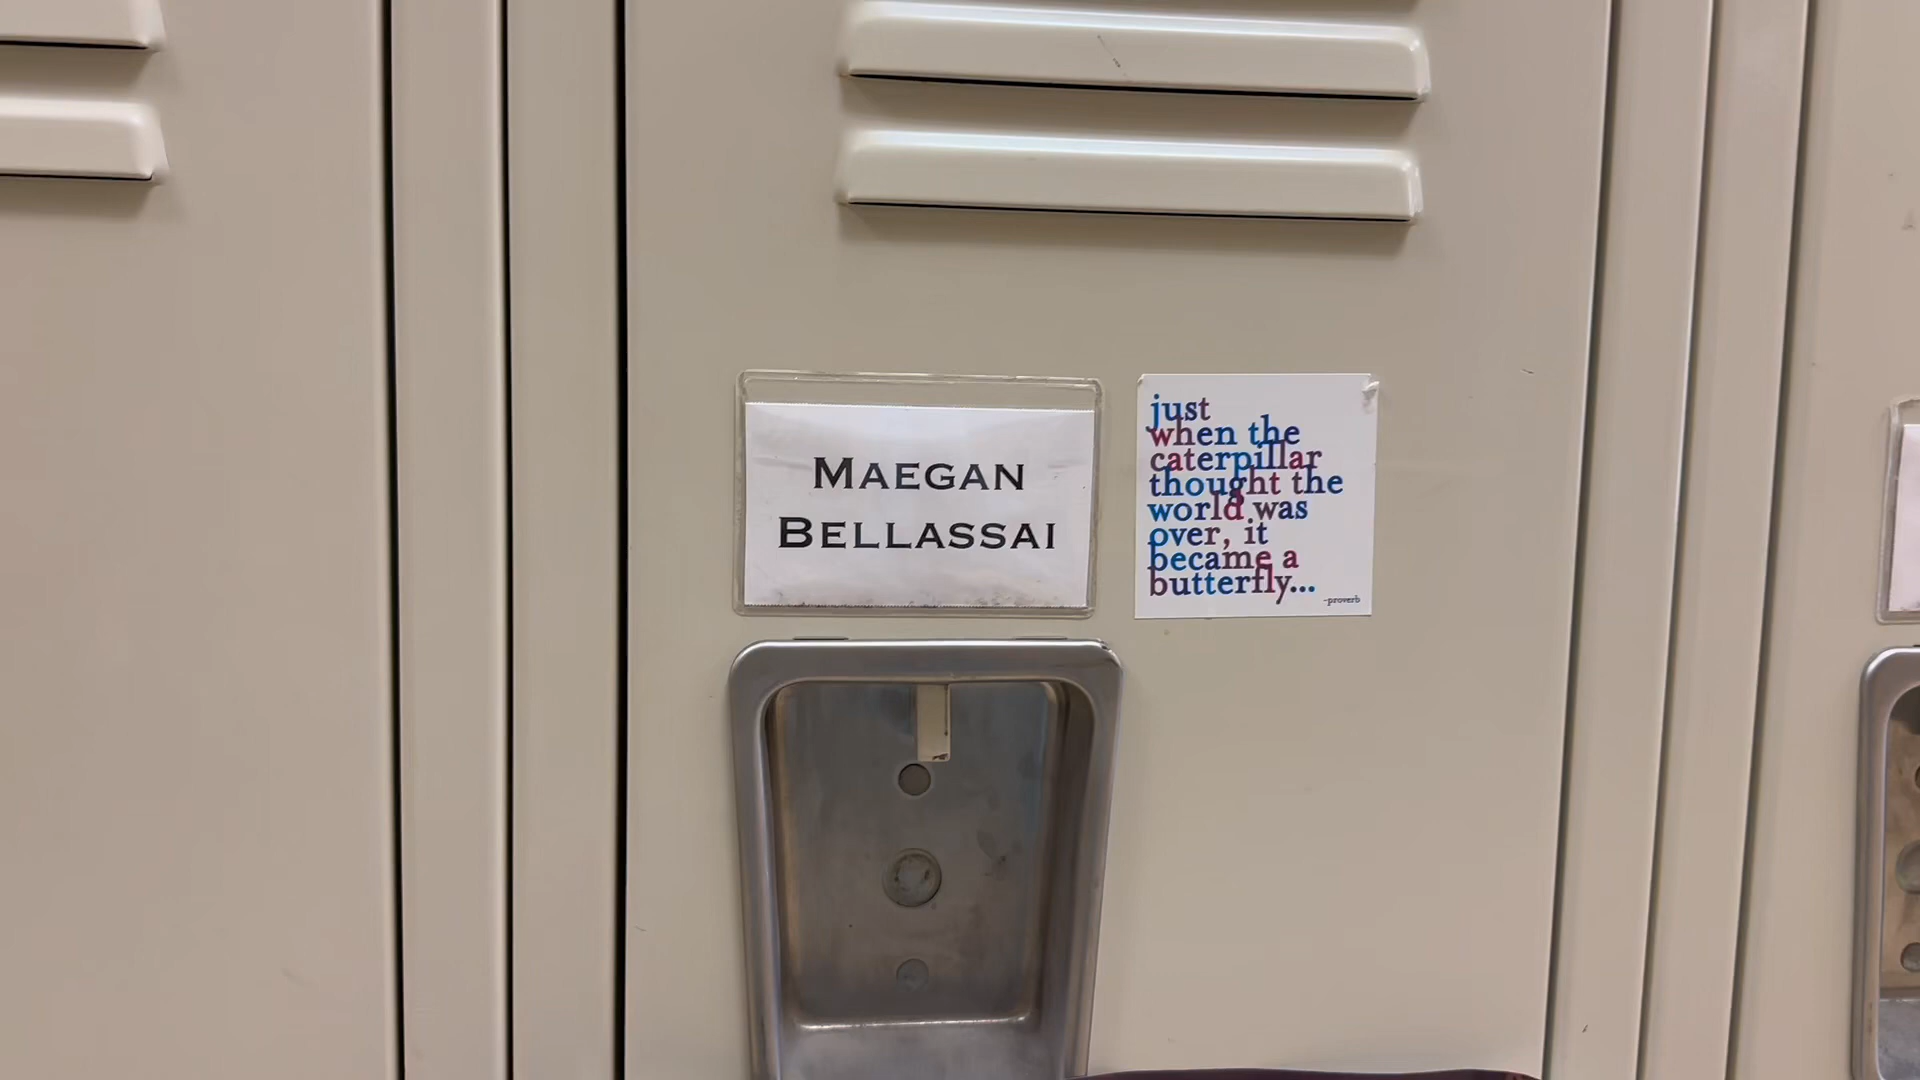 MAEGAN
BELLASSAI
just
when the
caterpillar
thought the
world was
over, it
became a
butterfly...
-proverb